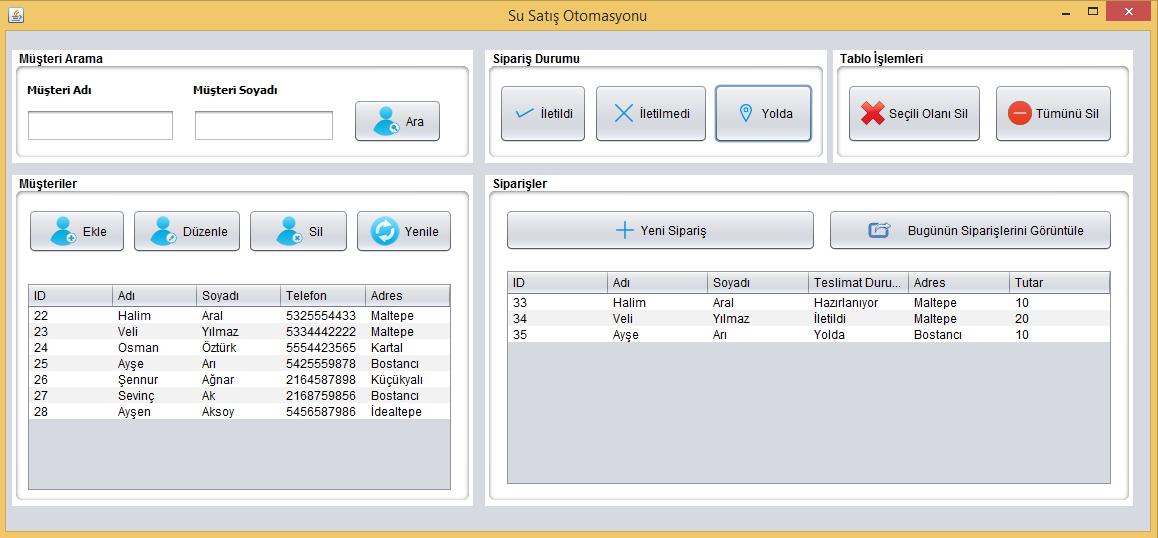 Su Satış Otomasyonu
Müşteri Arama
Müşteri Adı
Müşteri Soyadı
Ara
Sipariş Durumu
İletildi
İletilmedi
Yolda
Tablo İşlemleri
Seçili Olanı Sil
Tümünü Sil
Müşteriler
Ekle
Düzenle
Sil
Yenile
ID Adı Soyadı Telefon Adres
22 Halim Aral 5325554433 Maltepe
23 Veli Yılmaz 5334442222 Maltepe
24 Osman Öztürk 5554423565 Kartal
25 Ayşe Arı 5425559878 Bostancı
26 Şennur Ağnar 2164587898 Küçükyalı
27 Sevinç Ak 2168759856 Bostancı
28 Ayşen Aksoy 5456587986 İdealtepe
Siparişler
Yeni Sipariş
Bugünün Siparişlerini Görüntüle
ID Adı Soyadı Teslimat Duru... Adres Tutar
33 Halim Aral Hazırlanıyor Maltepe 10
34 Veli Yılmaz İletildi Maltepe 20
35 Ayşe Arı Yolda Bostancı 10